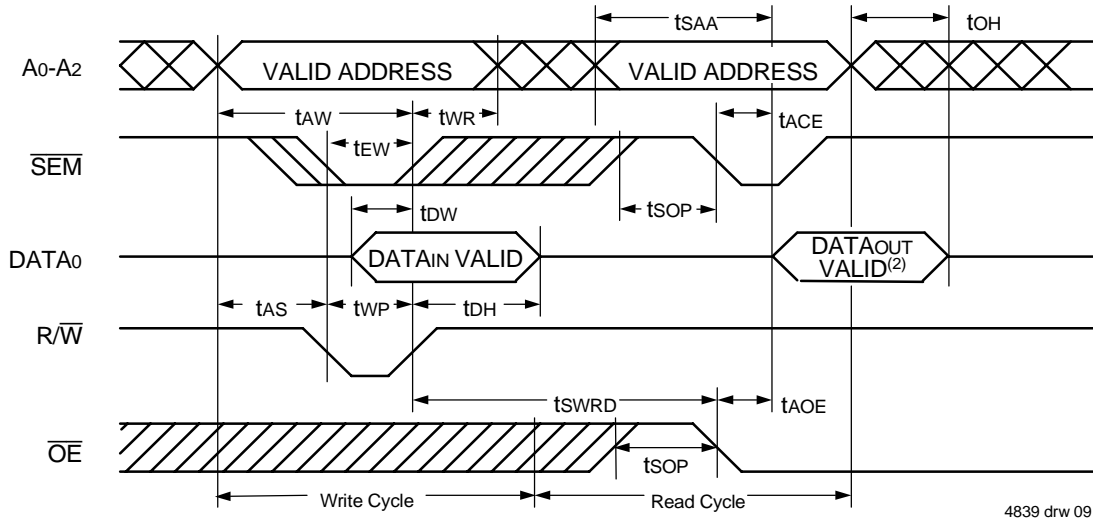 tSAA
tOH
A0-A2
VALID ADDRESS
VALID ADDRESS
tAW
tWR
tACE
SEM
tEW
tSOP
tDW
DATA0
DATAIN VALID
DATAOUT
VALID(2)
tAS
tWP
tDH
R/W
tSWRD
tAOE
OE
tSOP
Write Cycle
Read Cycle
4839 drw 09